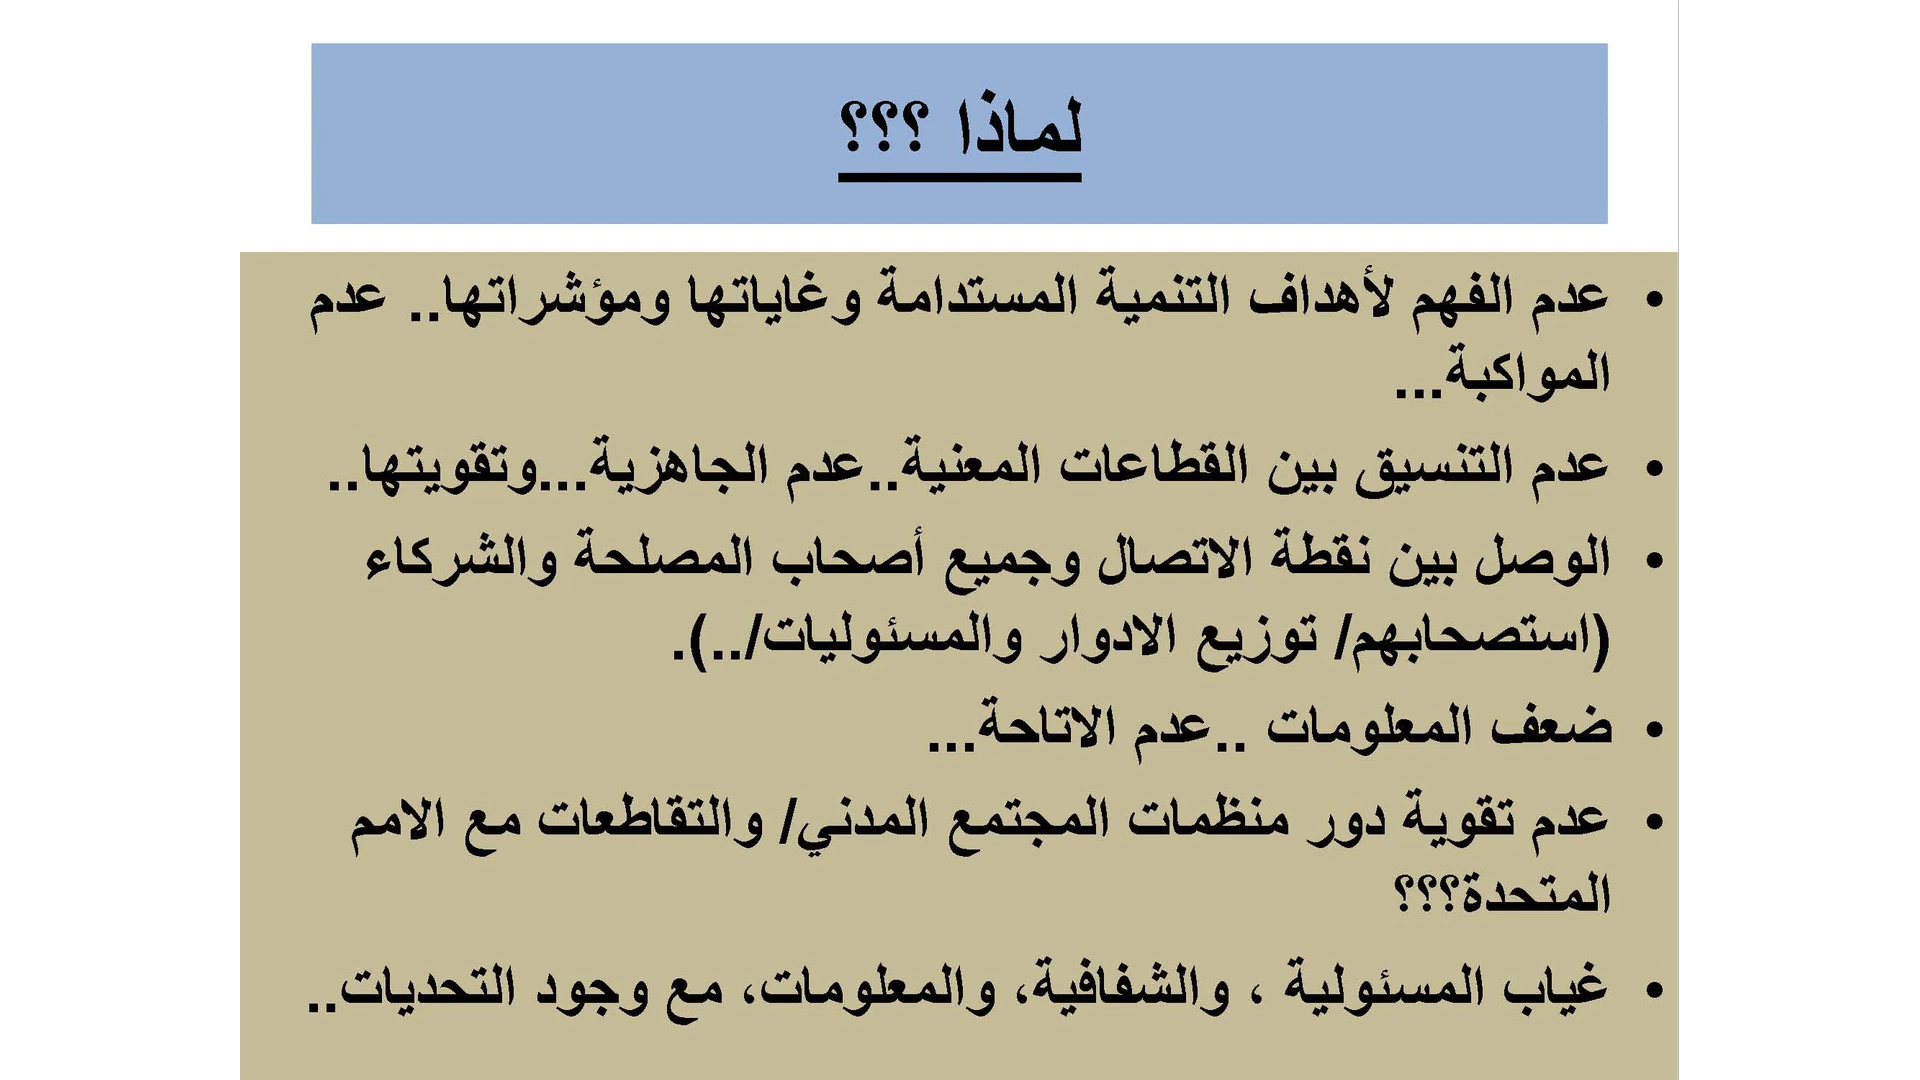 لماذا ؟؟؟
• عدم الفهم لأهداف التنمية المستدامة وغاياتها ومؤشراتها.. عدم
المواكبة...
• عدم التنسيق بين القطاعات المعنية..عدم الجاهزية...وتقويتها..
• الوصل بين نقطة الاتصال وجميع أصحاب المصلحة والشركاء
(استصحابهم/ توزيع الادوار والمسئوليات/..).
• ضعف المعلومات ..عدم الاتاحة...
• عدم تقوية دور منظمات المجتمع المدني/ والتقاطعات مع الامم
المتحدة؟؟؟
• غياب المسئولية ، والشفافية، والمعلومات، مع وجود التحديات..